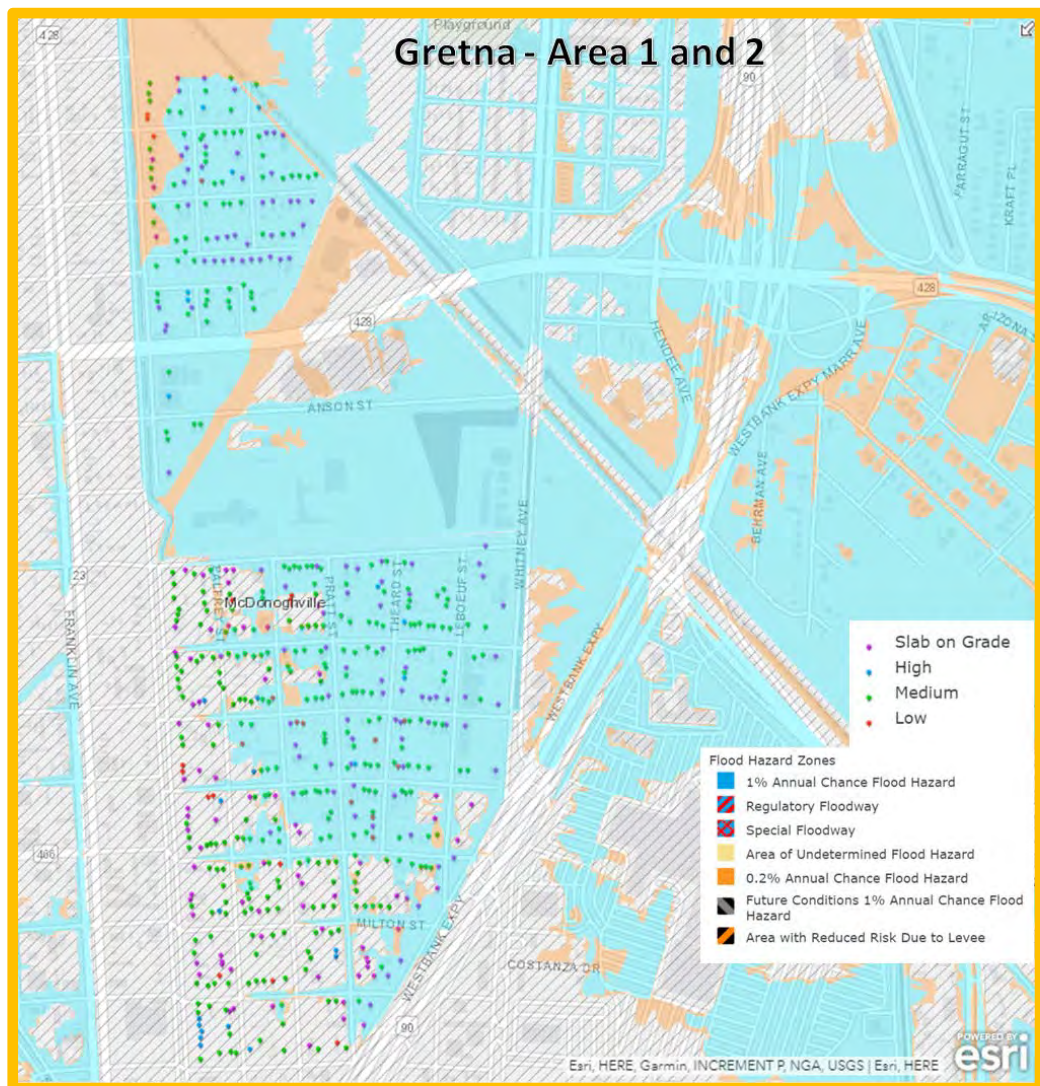 Playground
Gretna - Area 1 and 2
428
90
FARRAGUT ST
KRAFT PL
428
428
HENDEE AVE
WESTBANK EXPY MARR AVE
ANSON ST
BEHRMAN AVE
WHITNEY AVE
23
McDonoghville
PRATT ST
THEARD ST
LEBOEUF ST
FRANKLIN AVE
WESTBANK EXPY
Slab on Grade
High
Medium
Low
Flood Hazard Zones
1% Annual Chance Flood Hazard
Regulatory Floodway
Special Floodway
Area of Undetermined Flood Hazard
0.2% Annual Chance Flood Hazard
Future Conditions 1% Annual Chance Flood
Hazard
Area with Reduced Risk Due to Levee
MILTON ST
WESTBANK EXPY
COSTANZA DR
90
Esri, HERE, Garmin, INCREMENT P, NGA, USGS | Esri, HERE
POWERED BY
esri